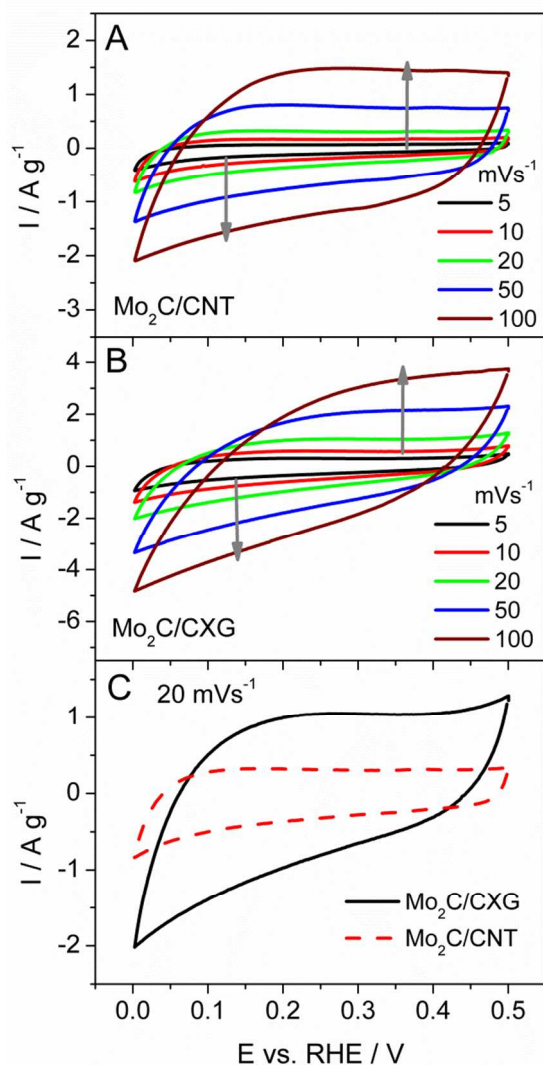 A
2
1
0
-1
-2
-3
I / A g⁻¹
mVs⁻¹
5
10
20
50
100
Mo₂C/CNT
B
4
2
0
-2
-4
-6
I / A g⁻¹
mVs⁻¹
5
10
20
50
100
Mo₂C/CXG
C 20 mVs⁻¹
1
0
-1
-2
I / A g⁻¹
Mo₂C/CXG
Mo₂C/CNT
0.0 0.1 0.2 0.3 0.4 0.5
E vs. RHE / V